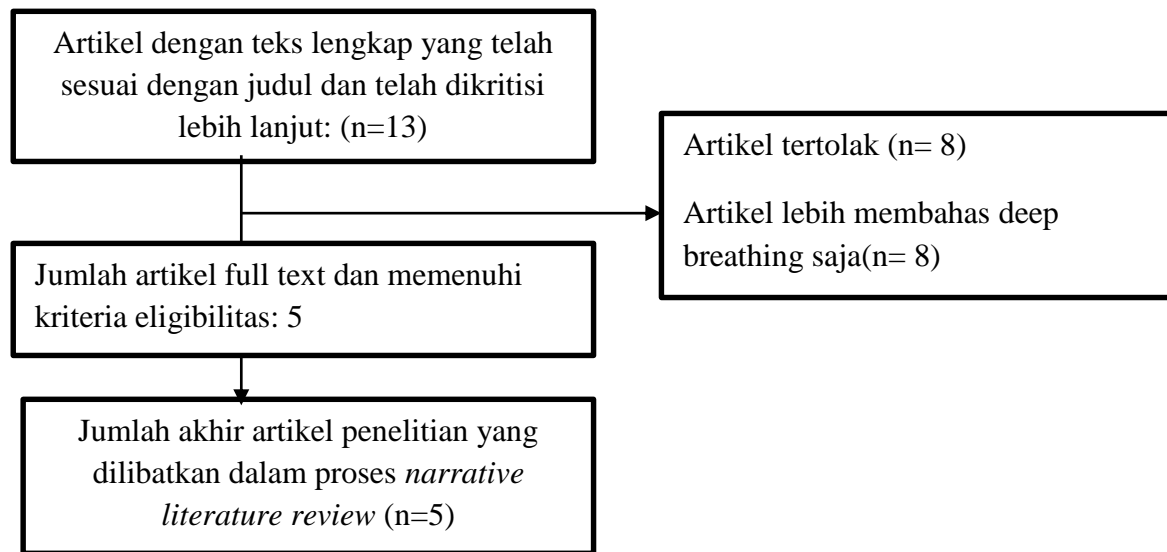 Artikel dengan teks lengkap yang telah
sesuai dengan judul dan telah dikritisi
lebih lanjut: (n=13)
Artikel tertolak (n= 8)
Artikel lebih membahas deep
breathing saja(n= 8)
Jumlah artikel full text dan memenuhi
kriteria eligibilitas: 5
Jumlah akhir artikel penelitian yang
dilibatkan dalam proses narrative
literature review (n=5)